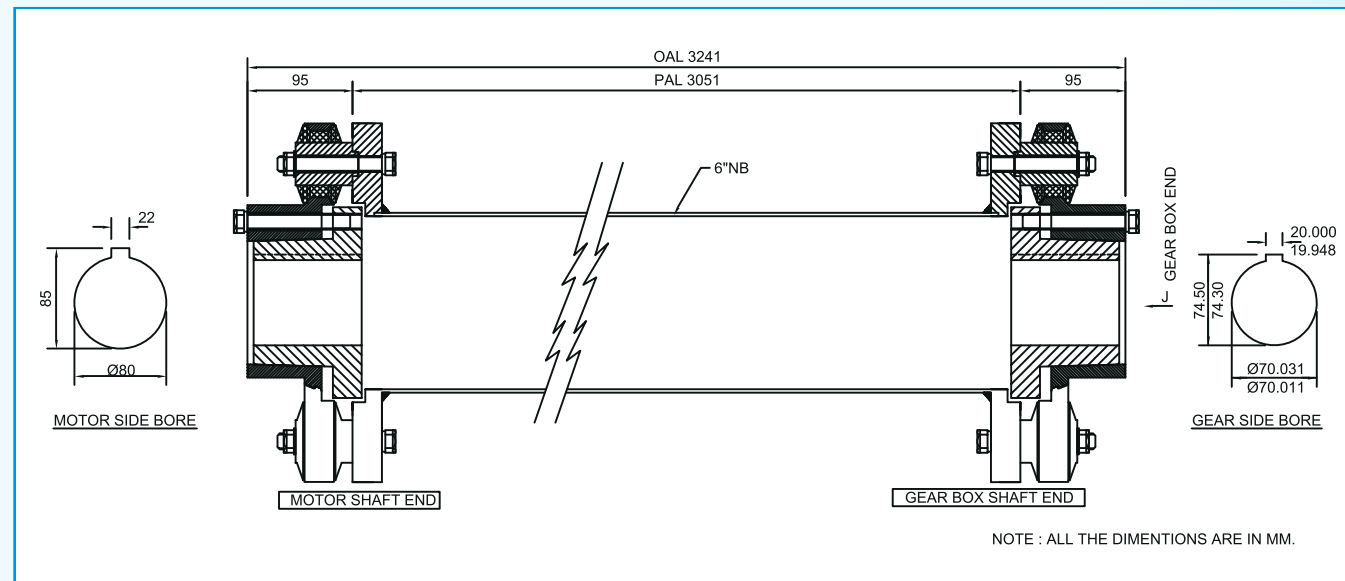 OAL 3241
95
PAL 3051
95
6"NB
22
85
Ø80
MOTOR SIDE BORE
GEAR BOX END
J
20.000
19.948
74.50
74.30
Ø70.031
Ø70.011
GEAR SIDE BORE
MOTOR SHAFT END
GEAR BOX SHAFT END
NOTE : ALL THE DIMENTIONS ARE IN MM.